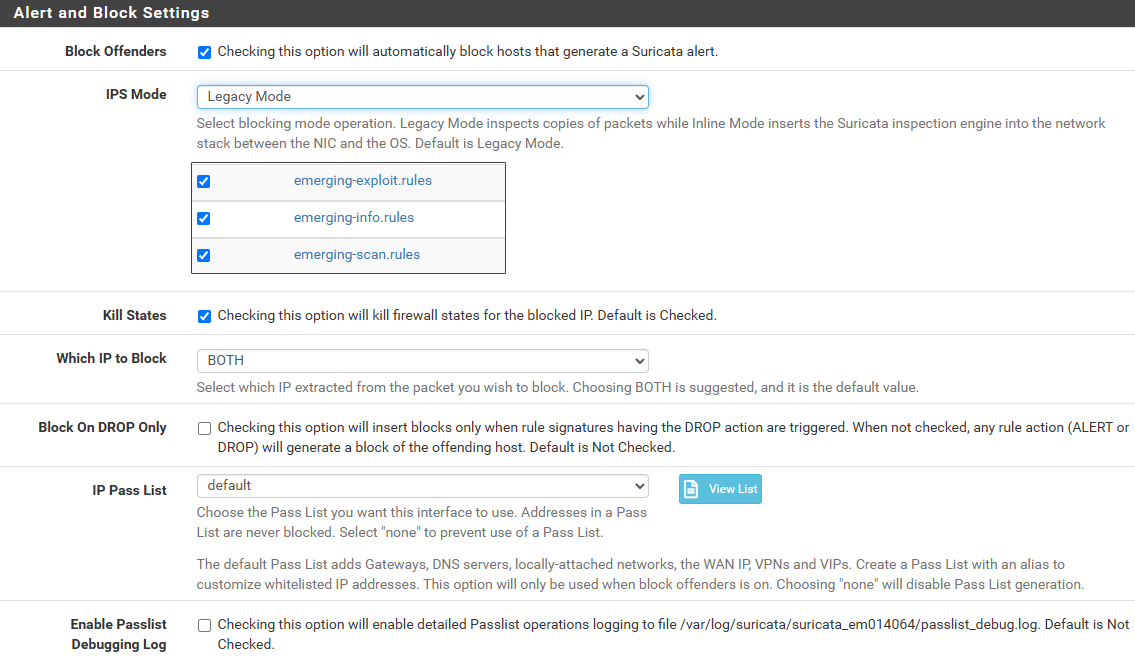 Alert and Block Settings
Block Offenders
Checking this option will automatically block hosts that generate a Suricata alert.
IPS Mode
Legacy Mode
Select blocking mode operation. Legacy Mode inspects copies of packets while Inline Mode inserts the Suricata inspection engine into the network
stack between the NIC and the OS. Default is Legacy Mode.
emerging-exploit.rules
emerging-info.rules
emerging-scan.rules
Kill States
Checking this option will kill firewall states for the blocked IP. Default is Checked.
Which IP to Block
BOTH
Select which IP extracted from the packet you wish to block. Choosing BOTH is suggested, and it is the default value.
Block On DROP Only
Checking this option will insert blocks only when rule signatures having the DROP action are triggered. When not checked, any rule action (ALERT or
DROP) will generate a block of the offending host. Default is Not Checked.
IP Pass List
default
View List
Choose the Pass List you want this interface to use. Addresses in a Pass
List are never blocked. Select "none" to prevent use of a Pass List.
The default Pass List adds Gateways, DNS servers, locally-attached networks, the WAN IP, VPNs and VIPs. Create a Pass List with an alias to
customize whitelisted IP addresses. This option will only be used when block offenders is on. Choosing "none" will disable Pass List generation.
Enable Passlist
Debugging Log
Checking this option will enable detailed Passlist operations logging to file /var/log/suricata/suricata_em014064/passlist_debug.log. Default is Not
Checked.